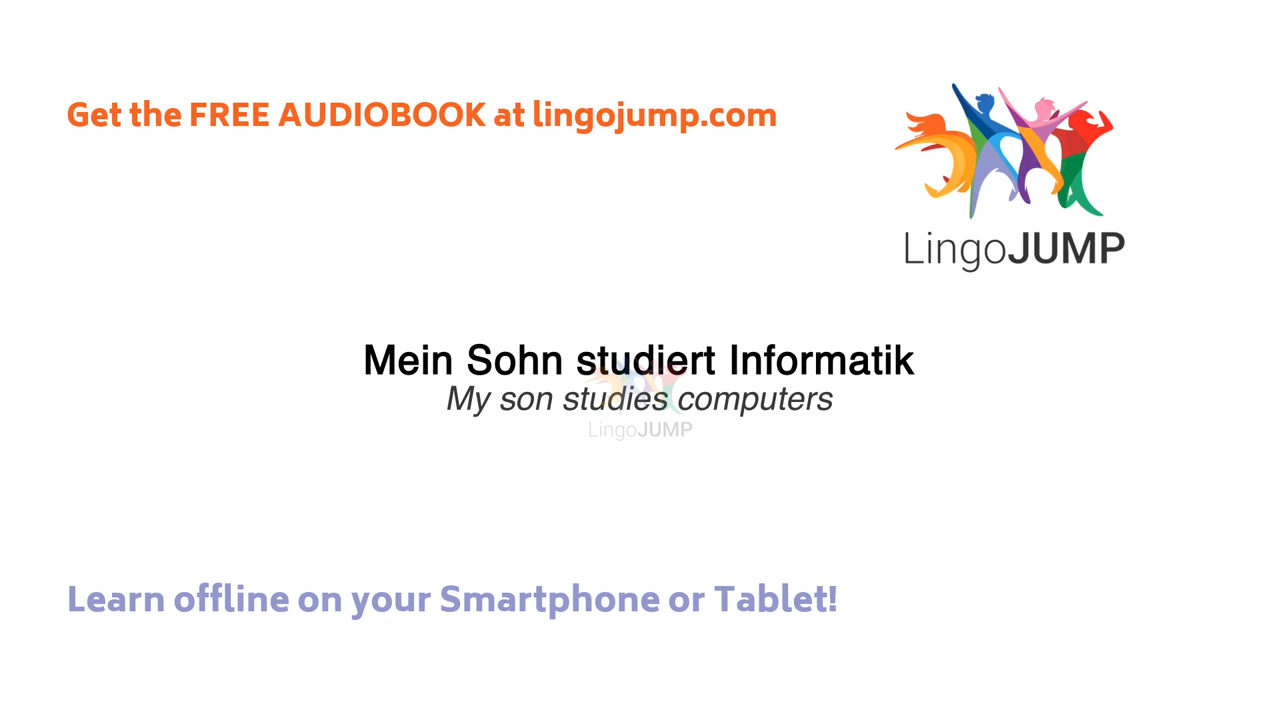 Get the FREE AUDIOBOOK at lingojump.com
LingoJUMP
Mein Sohn studiert Informatik
My son studies computers
LingoJUMP
Learn offline on your Smartphone or Tablet!